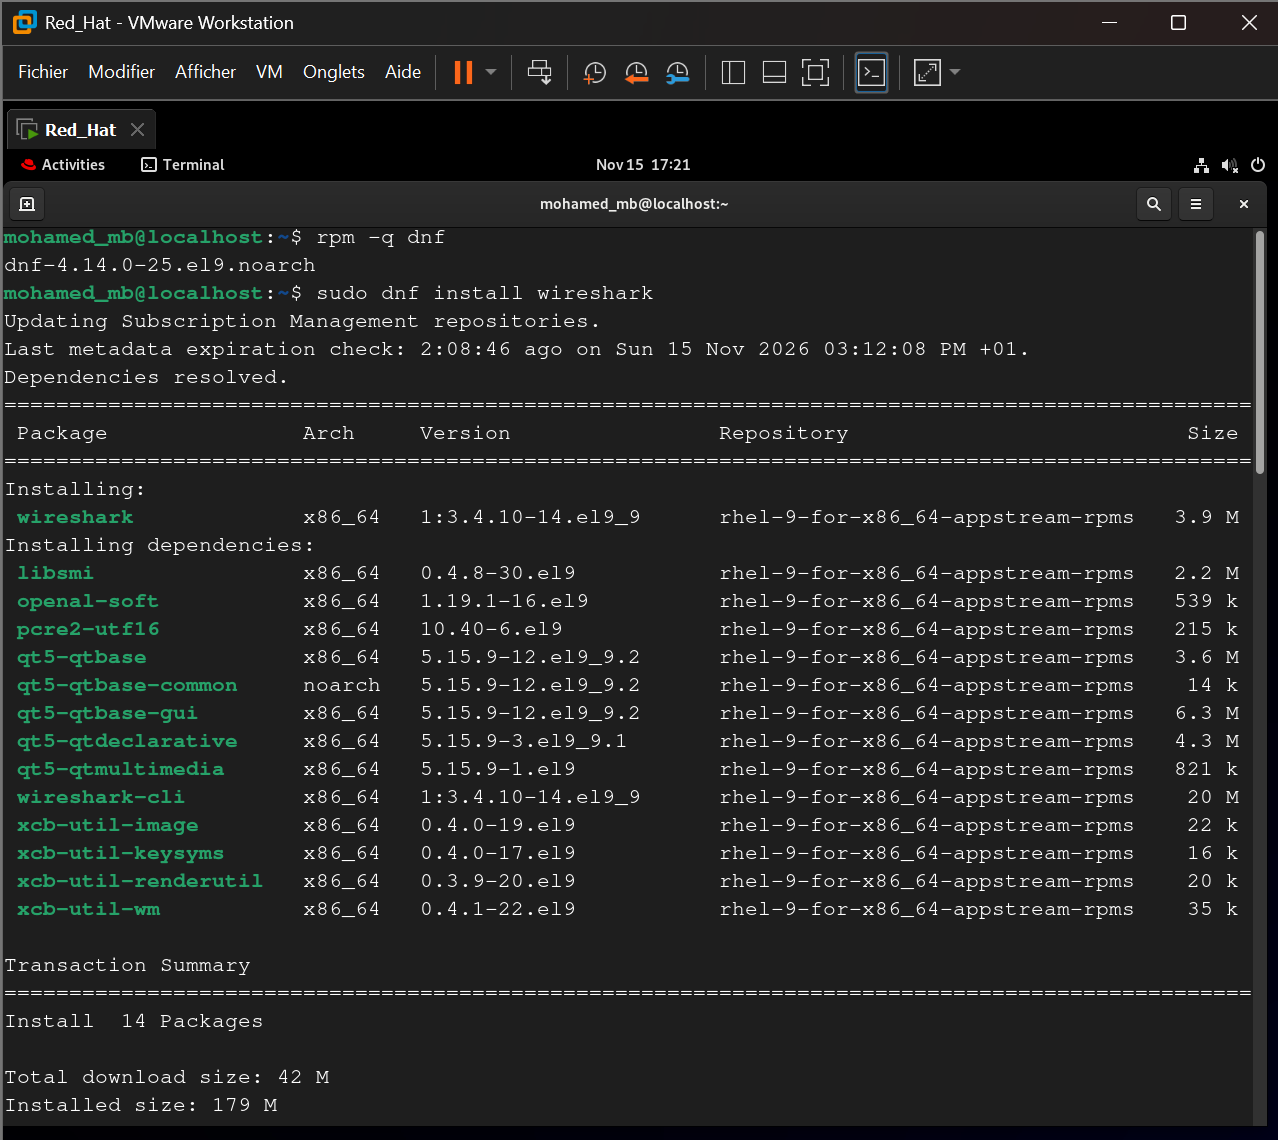 Red_Hat - VMware Workstation
Fichier Modifier Afficher VM Onglets Aide
Red_Hat
Activities Terminal Nov 15 17:21
mohamed_mb@localhost:~
mohamed_mb@localhost:~$ rpm -q dnf
dnf-4.14.0-25.el9.noarch
mohamed_mb@localhost:~$ sudo dnf install wireshark
Updating Subscription Management repositories.
Last metadata expiration check: 2:08:46 ago on Sun 15 Nov 2026 03:12:08 PM +01.
Dependencies resolved.
================================================================================================
Package Arch Version Repository Size
================================================================================================
Installing:
wireshark x86_64 1:3.4.10-14.el9_9 rhel-9-for-x86_64-appstream-rpms 3.9 M
Installing dependencies:
libsmi x86_64 0.4.8-30.el9 rhel-9-for-x86_64-appstream-rpms 2.2 M
openal-soft x86_64 1.19.1-16.el9 rhel-9-for-x86_64-appstream-rpms 539 k
pcre2-utf16 x86_64 10.40-6.el9 rhel-9-for-x86_64-appstream-rpms 215 k
qt5-qtbase x86_64 5.15.9-12.el9_9.2 rhel-9-for-x86_64-appstream-rpms 3.6 M
qt5-qtbase-common noarch 5.15.9-12.el9_9.2 rhel-9-for-x86_64-appstream-rpms 14 k
qt5-qtbase-gui x86_64 5.15.9-12.el9_9.2 rhel-9-for-x86_64-appstream-rpms 6.3 M
qt5-qtdeclarative x86_64 5.15.9-3.el9_9.1 rhel-9-for-x86_64-appstream-rpms 4.3 M
qt5-qtmultimedia x86_64 5.15.9-1.el9 rhel-9-for-x86_64-appstream-rpms 821 k
wireshark-cli x86_64 1:3.4.10-14.el9_9 rhel-9-for-x86_64-appstream-rpms 20 M
xcb-util-image x86_64 0.4.0-19.el9 rhel-9-for-x86_64-appstream-rpms 22 k
xcb-util-keysyms x86_64 0.4.0-17.el9 rhel-9-for-x86_64-appstream-rpms 16 k
xcb-util-renderutil x86_64 0.3.9-20.el9 rhel-9-for-x86_64-appstream-rpms 20 k
xcb-util-wm x86_64 0.4.1-22.el9 rhel-9-for-x86_64-appstream-rpms 35 k
Transaction Summary
================================================================================================
Install 14 Packages
Total download size: 42 M
Installed size: 179 M